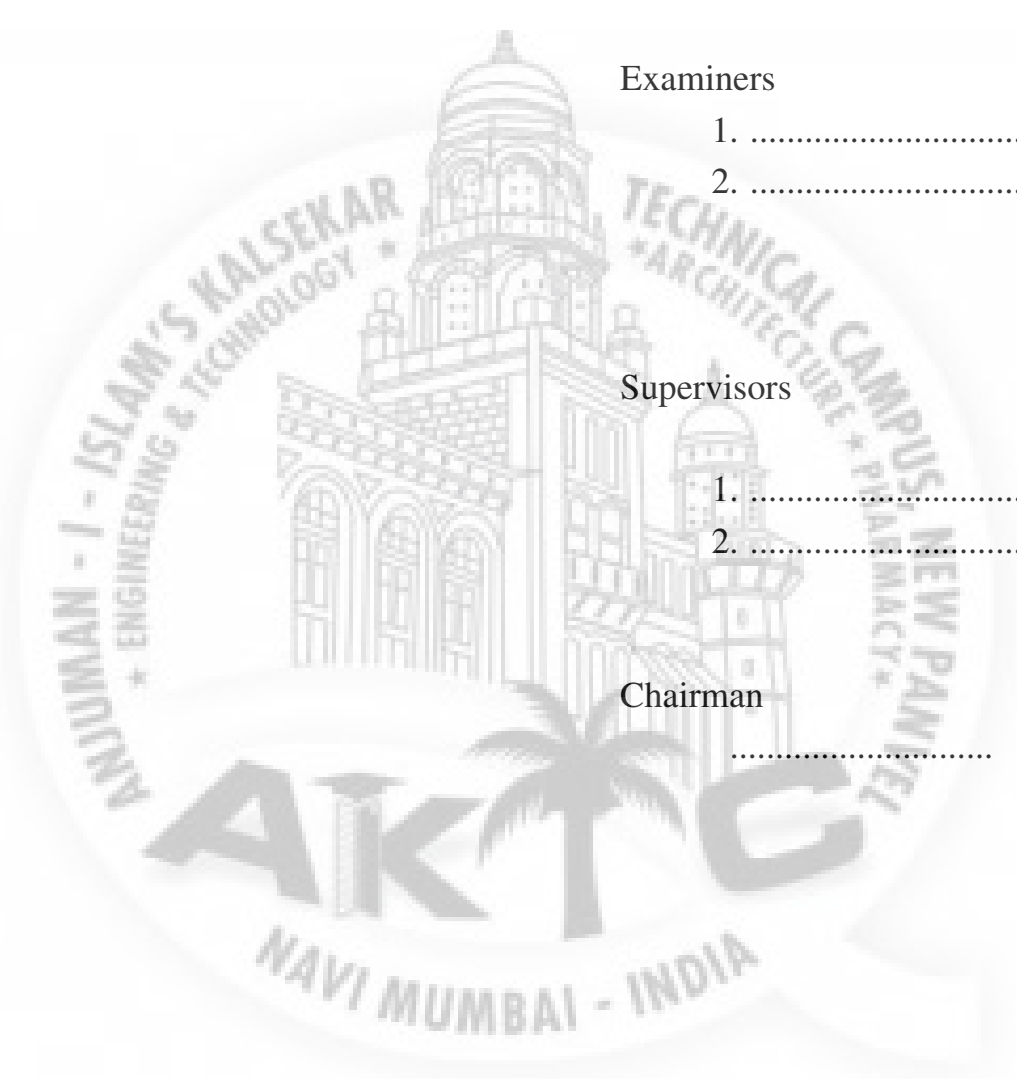 Examiners
1. ..............................
2. ..............................
Supervisors
1. ..............................
2. ..............................
Chairman
............................
ANJUMAN - I - ISLAM'S KALSEKAR TECHNICAL CAMPUS, NEW PANVEL
* ENGINEERING & TECHNOLOGY * *ARCHITECTURE * PHARMACY*
AKTC
NAVI MUMBAI - INDIA